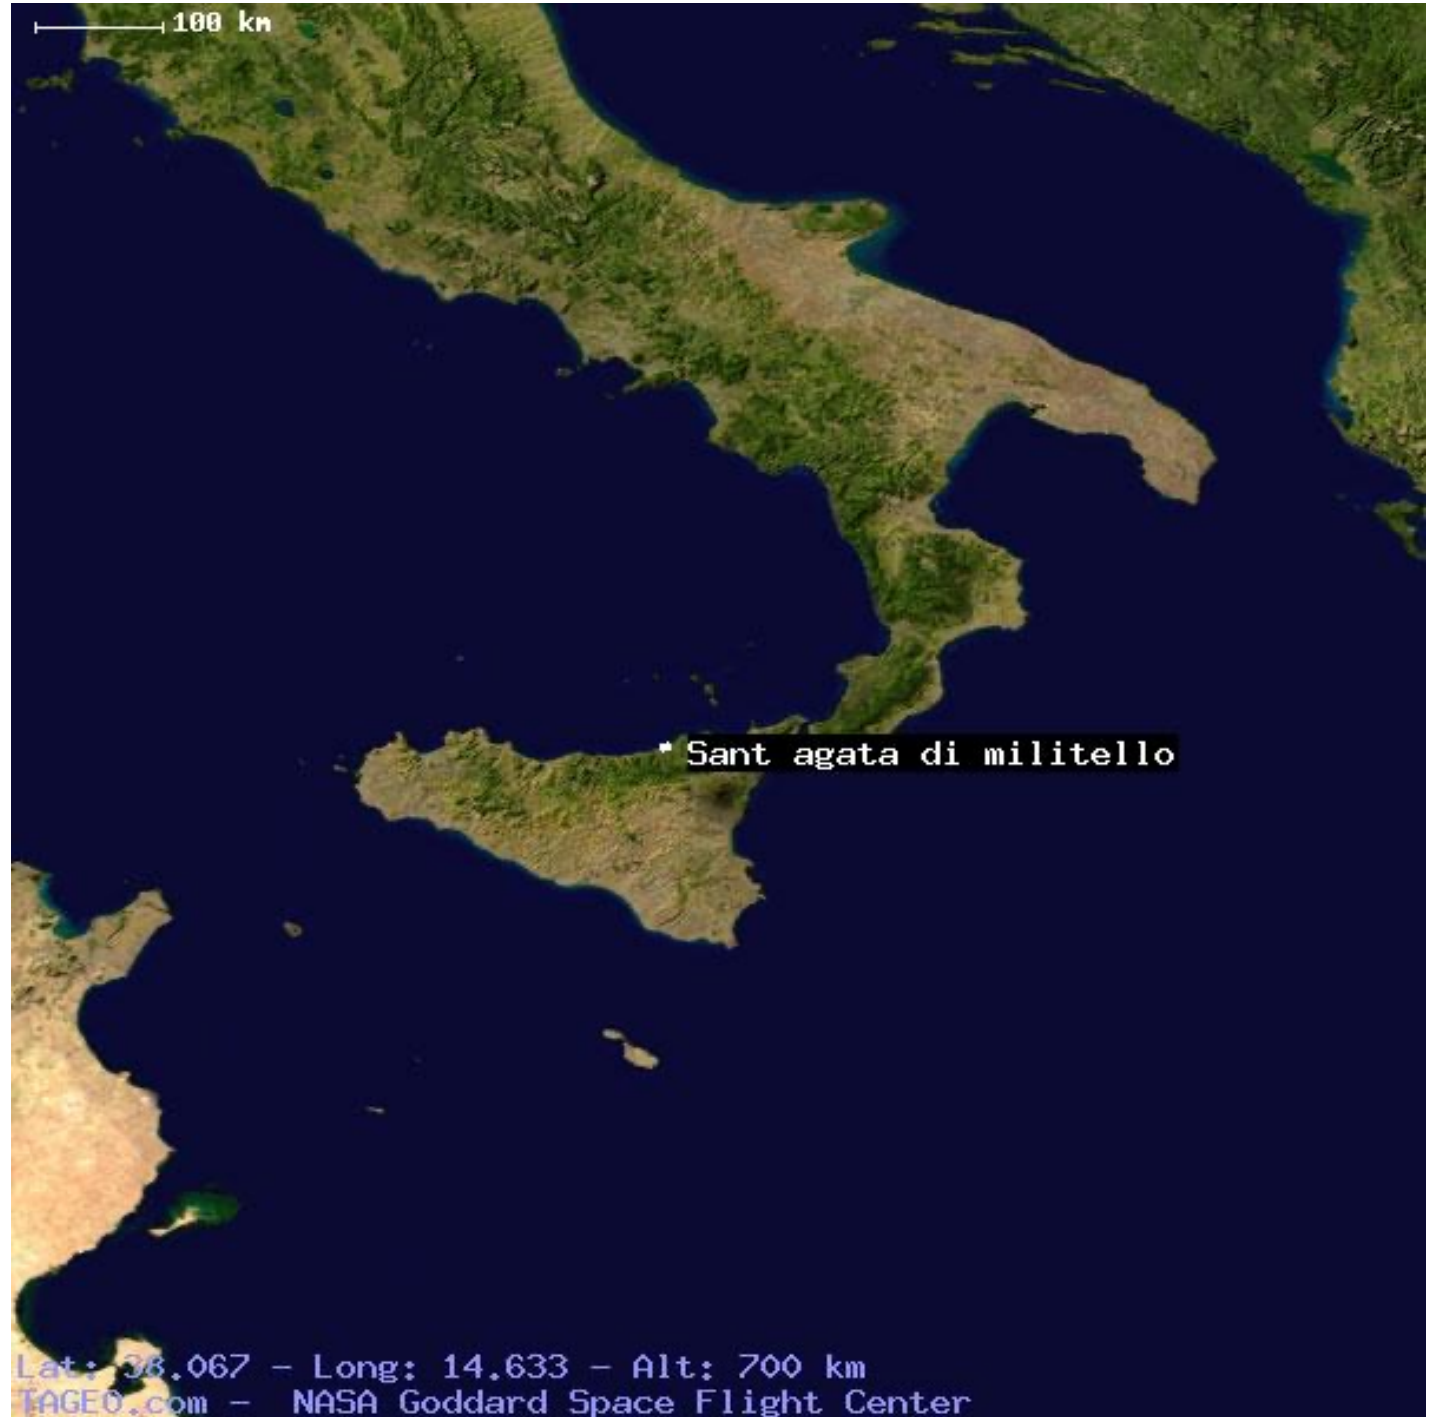 100 km
Sant agata di militello
Lat: 38.067 - Long: 14.633 - Alt: 700 km
TAGEO.com - NASA Goddard Space Flight Center